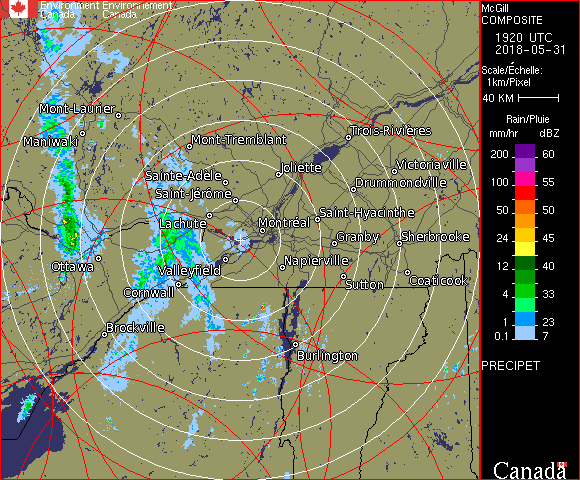 Environment Environnement
Canada Canada
McGill
COMPOSITE
1920 UTC
2018-05-31
Scale/Échelle:
1km/Pixel
40 KM
Rain/Pluie
mm/hr dBZ
200 60
150 55
100 55
50 50
24 45
12 40
4 33
1 23
0.1 7
PRECIPET
Canada
Mont-Laurier
Maniwaki
Mont-Tremblant
Trois-Rivières
Joliette
Victoriaville
Sainte-Adèle
Drummondville
Saint-Jérôme
Lachute
Saint-Hyacinthe
Montréal
Granby
Sherbrooke
Ottawa
Valleyfield
Napierville
Cornwall
Sutton
Coaticook
Brockville
Burlington